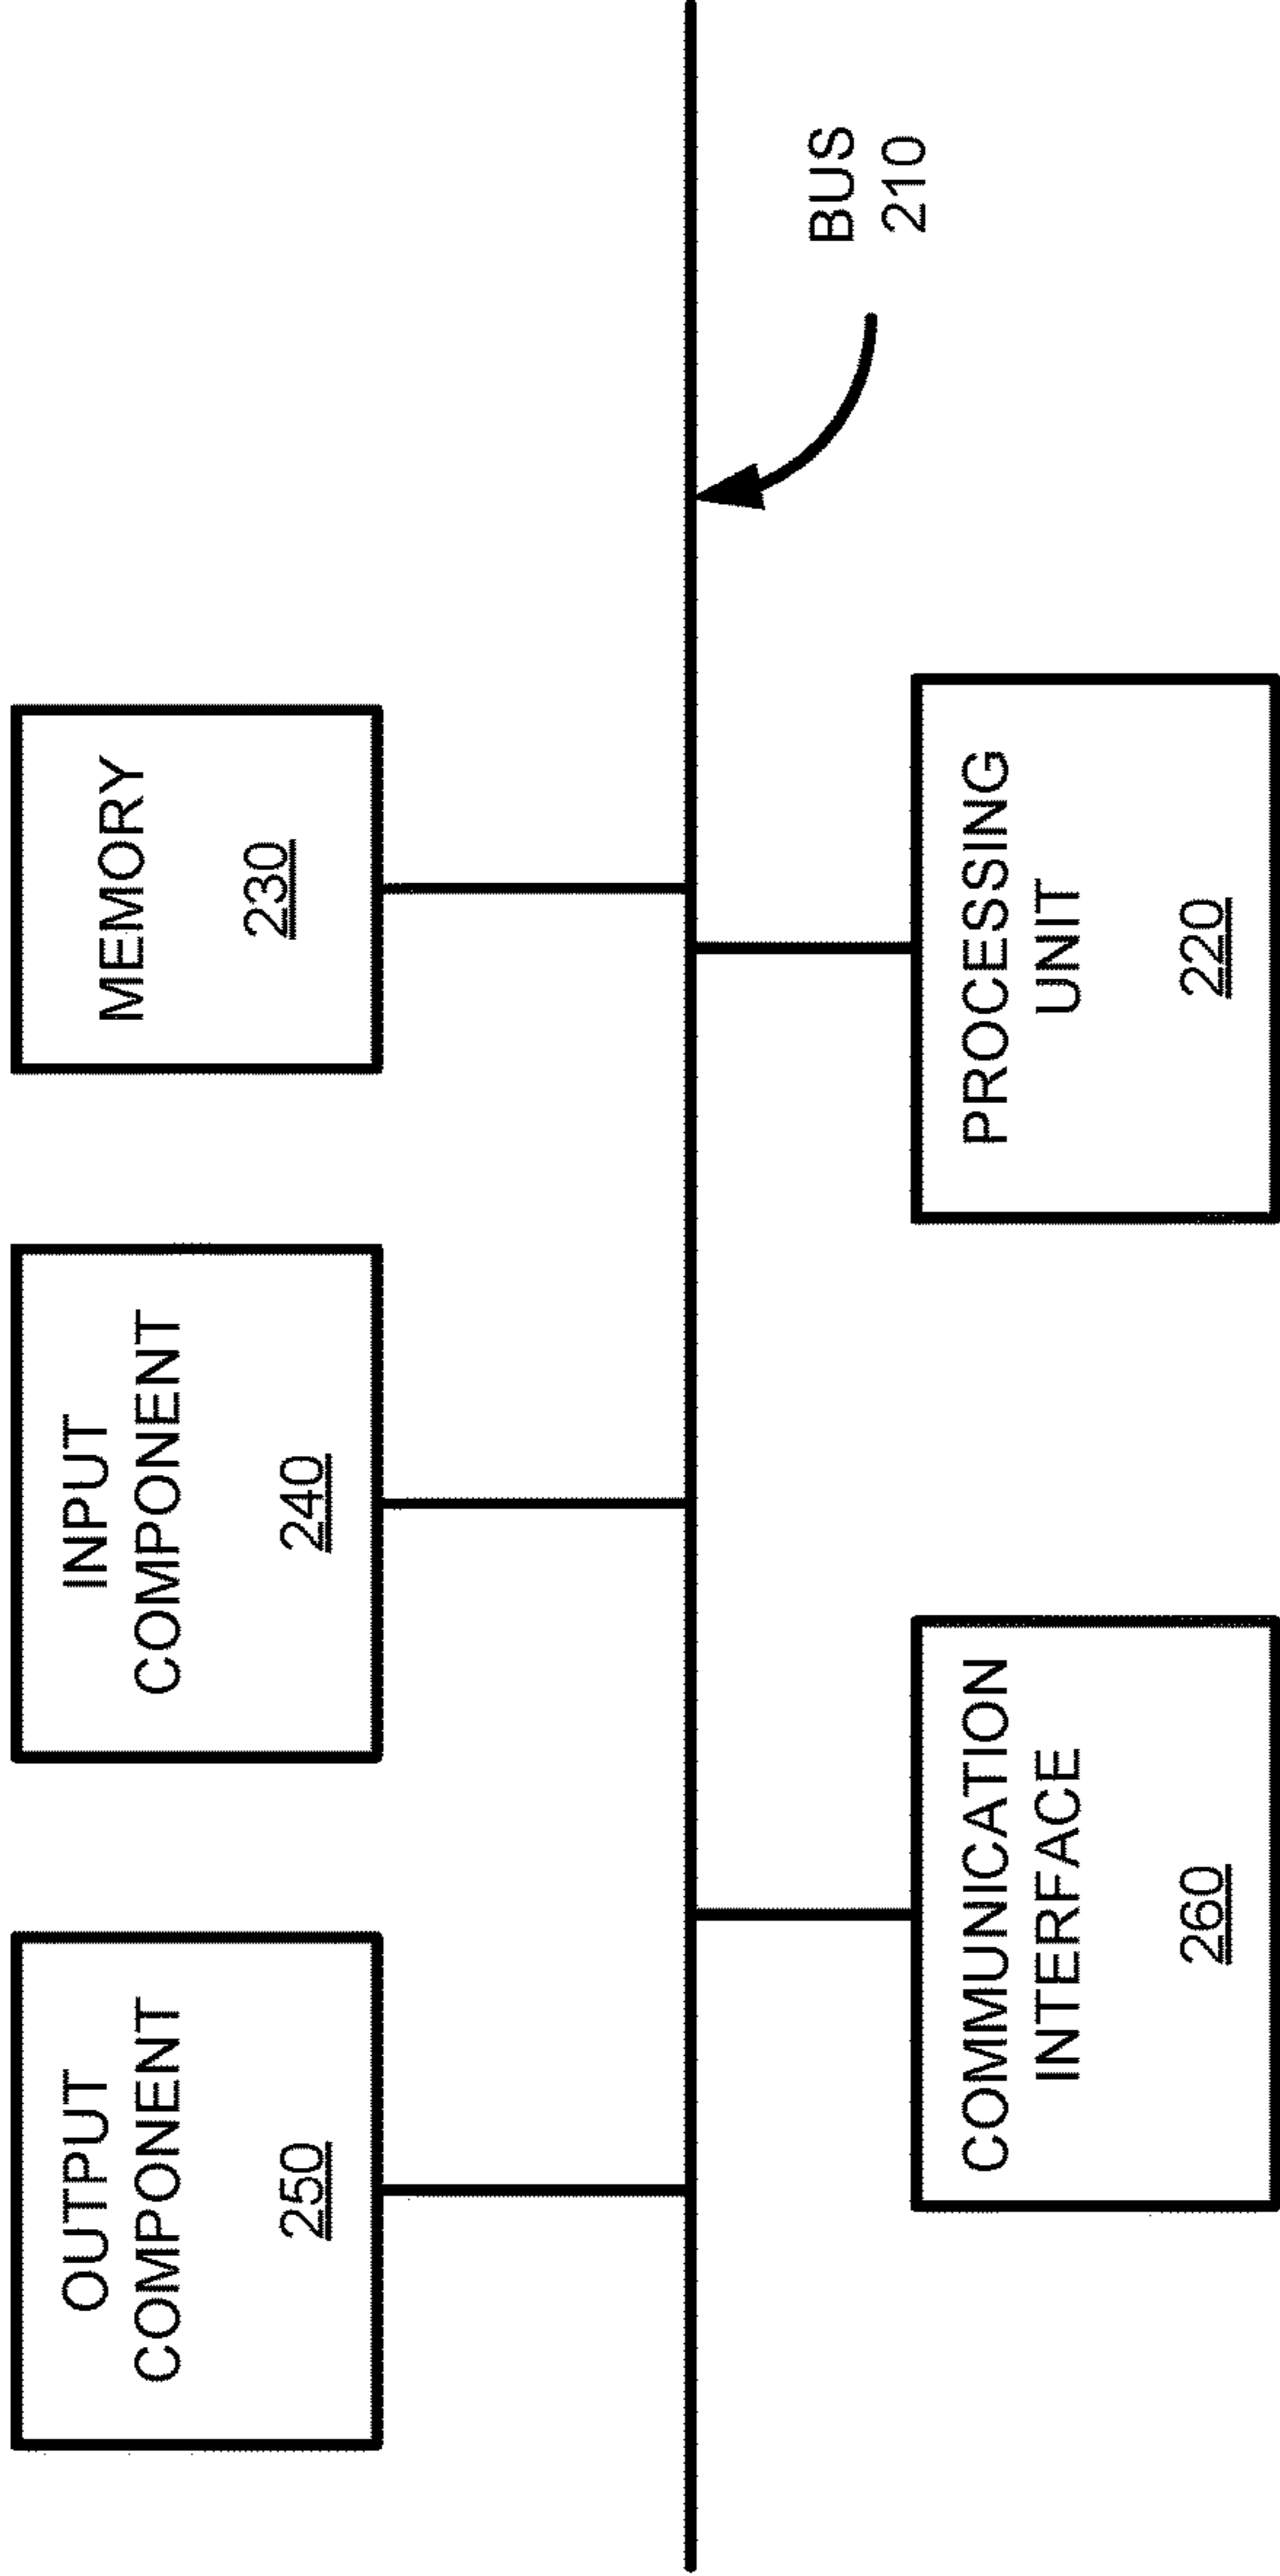 OUTPUT
COMPONENT
250
INPUT
COMPONENT
240
MEMORY
230
BUS
210
COMMUNICATION
INTERFACE
260
PROCESSING
UNIT
220